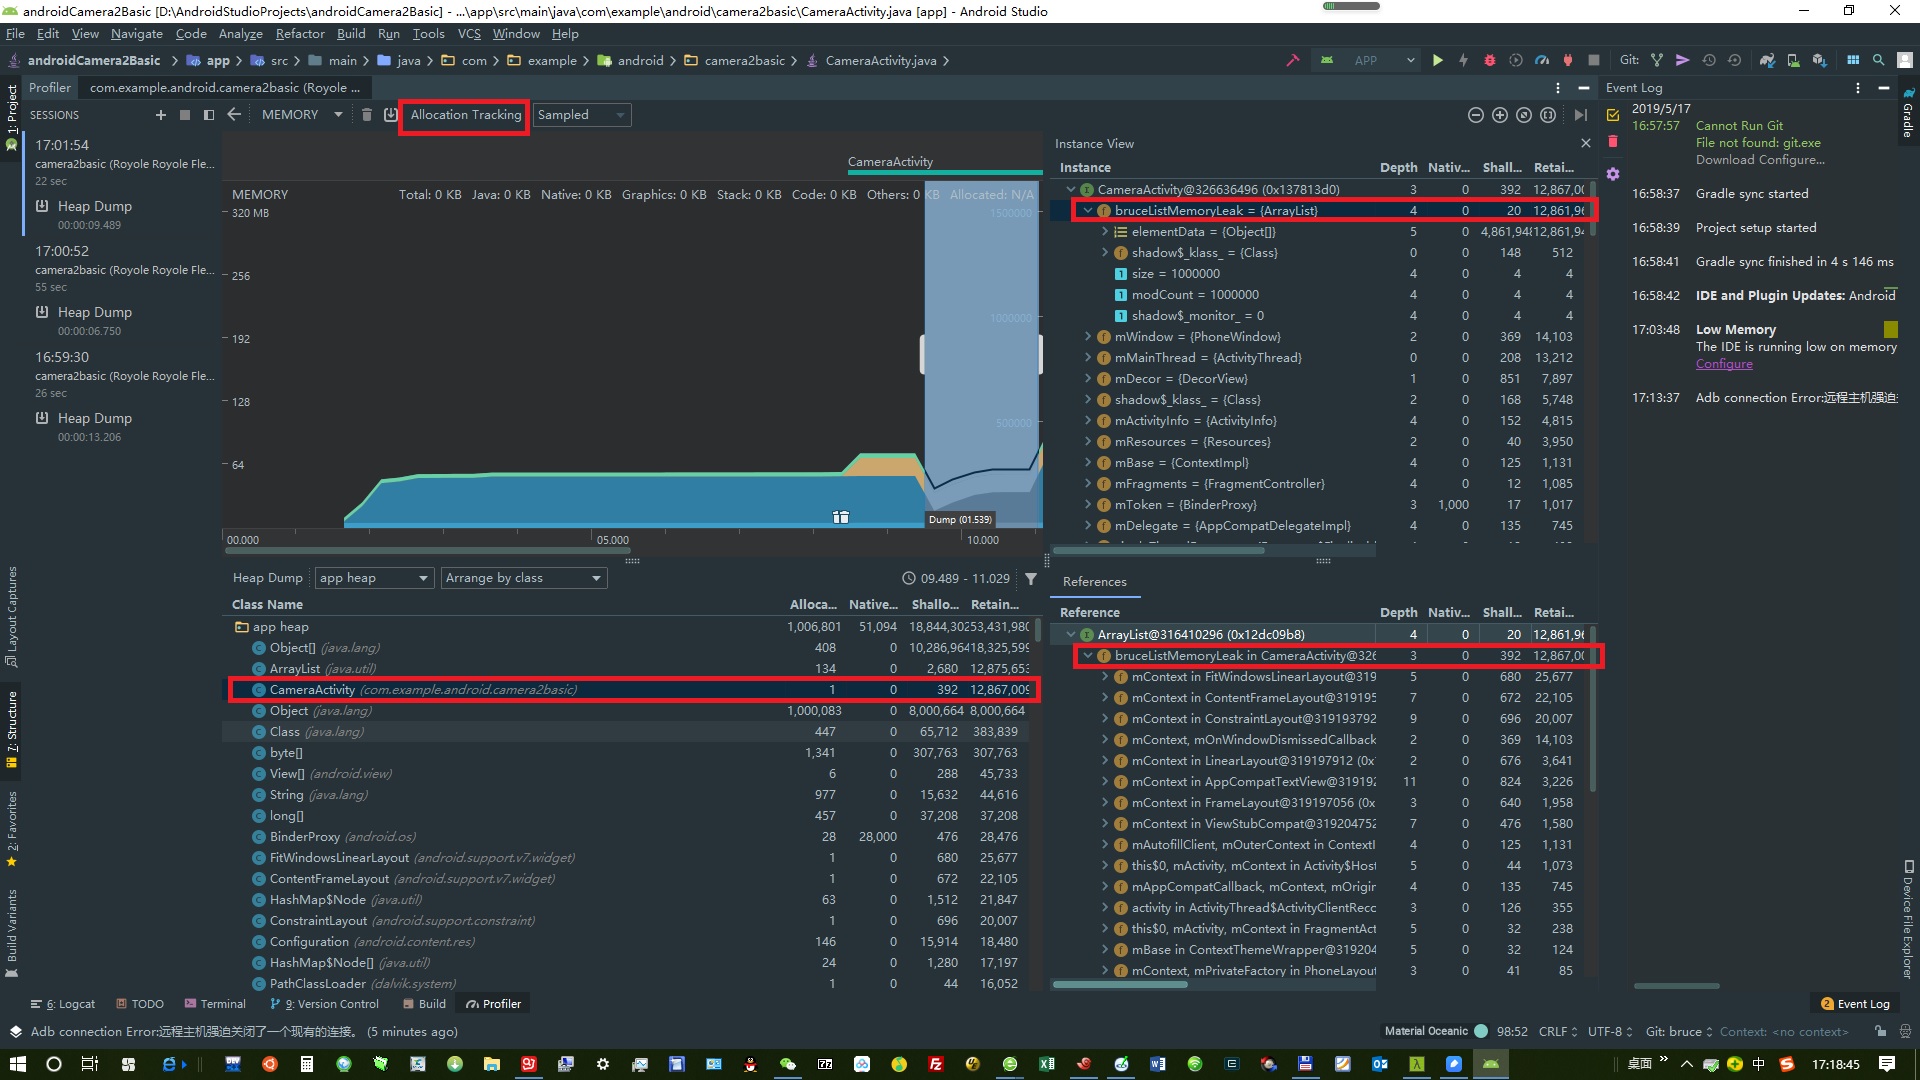 androidCamera2Basic [D:\AndroidStudioProjects\androidCamera2Basic] - ...\app\src\main\java\com\example\android\camera2basic\CameraActivity.java [app] - Android Studio
File Edit View Navigate Code Analyze Refactor Build Run Tools VCS Window Help
androidCamera2Basic app src main java com example android camera2basic CameraActivity.java APP Git:
Profiler com.example.android.camera2basic (Royole ...
SESSIONS MEMORY Allocation Tracking Sampled
17:01:54
camera2basic (Royole Royole Fle...
22 sec
Heap Dump
00:00:09.489
17:00:52
camera2basic (Royole Royole Fle...
55 sec
Heap Dump
00:00:06.750
16:59:30
camera2basic (Royole Royole Fle...
26 sec
Heap Dump
00:00:13.206
CameraActivity
MEMORY Total: 0 KB Java: 0 KB Native: 0 KB Graphics: 0 KB Stack: 0 KB Code: 0 KB Others: 0 KB Allocated: N/A
320 MB 1500000
256
192 1000000
128
64 500000
Dump (01.539)
00.000 05.000 10.000
Heap Dump app heap Arrange by class 09.489 - 11.029
Class Name Alloca... Native... Shallo... Retain...
app heap 1,006,801 51,094 18,844,302 53,431,980
Object[] (java.lang) 408 0 10,286,964 18,325,599
ArrayList (java.util) 134 0 2,680 12,875,653
CameraActivity (com.example.android.camera2basic) 1 0 392 12,867,009
Object (java.lang) 1,000,083 0 8,000,664 8,000,664
Class (java.lang) 447 0 65,712 383,839
byte[] 1,341 0 307,763 307,763
View[] (android.view) 6 0 288 45,733
String (java.lang) 977 0 15,632 44,616
long[] 457 0 37,208 37,208
BinderProxy (android.os) 28 28,000 476 28,476
FitWindowsLinearLayout (android.support.v7.widget) 1 0 680 25,677
ContentFrameLayout (android.support.v7.widget) 1 0 672 22,105
HashMap$Node (java.util) 63 0 1,512 21,847
ConstraintLayout (android.support.constraint) 1 0 696 20,007
Configuration (android.content.res) 146 0 15,914 18,480
HashMap$Node[] (java.util) 24 0 1,280 17,197
PathClassLoader (dalvik.system) 1 0 44 16,052
Instance View
Instance Depth Nativ... Shall... Retai...
CameraActivity@326636496 (0x137813d0) 3 0 392 12,867,00
bruceListMemoryLeak = {ArrayList} 4 0 20 12,861,96
elementData = {Object[]} 5 0 4,861,948 12,861,94
shadow$_klass_ = {Class} 0 0 148 512
size = 1000000 4 0 4 4
modCount = 1000000 4 0 4 4
shadow$_monitor_ = 0 4 0 4 4
mWindow = {PhoneWindow} 2 0 369 14,103
mMainThread = {ActivityThread} 0 0 208 13,212
mDecor = {DecorView} 1 0 851 7,897
shadow$_klass_ = {Class} 2 0 168 5,748
mActivityInfo = {ActivityInfo} 4 0 152 4,815
mResources = {Resources} 2 0 40 3,950
mBase = {ContextImpl} 4 0 125 1,131
mFragments = {FragmentController} 4 0 12 1,085
mToken = {BinderProxy} 3 1,000 17 1,017
mDelegate = {AppCompatDelegateImpl} 4 0 135 745
References
Reference Depth Nativ... Shall... Retai...
ArrayList@316410296 (0x12dc09b8) 4 0 20 12,861,96
bruceListMemoryLeak in CameraActivity@326 3 0 392 12,867,00
mContext in FitWindowsLinearLayout@319 5 0 680 25,677
mContext in ContentFrameLayout@319195 7 0 672 22,105
mContext in ConstraintLayout@319193792 9 0 696 20,007
mContext, mOnWindowDismissedCallback 2 0 369 14,103
mContext in LinearLayout@319197912 (0x 2 0 676 3,641
mContext in AppCompatTextView@319192 11 0 824 3,226
mContext in FrameLayout@319197056 (0x 3 0 640 1,958
mContext in ViewStubCompat@319204752 7 0 476 1,580
mAutofillClient, mOuterContext in ContextI 4 0 125 1,131
this$0, mActivity, mContext in Activity$Host 5 0 44 1,073
mAppCompatCallback, mContext, mOrigin 4 0 135 745
activity in ActivityThread$ActivityClientReco 3 0 126 355
this$0, mActivity, mContext in FragmentAct 5 0 32 238
mBase in ContextThemeWrapper@319204 5 0 32 124
mContext, mPrivateFactory in PhoneLayout 3 0 41 85
Event Log
2019/5/17
16:57:57 Cannot Run Git
File not found: git.exe
Download Configure...
16:58:37 Gradle sync started
16:58:39 Project setup started
16:58:41 Gradle sync finished in 4 s 146 ms
16:58:42 IDE and Plugin Updates: Android
17:03:48 Low Memory
The IDE is running low on memory
Configure
17:13:37 Adb connection Error:远程主机强迫
1: Project
Layout Captures
7: Structure
2: Favorites
Build Variants
Gradle
Device File Explorer
6: Logcat TODO Terminal 9: Version Control Build Profiler 2 Event Log
Adb connection Error:远程主机强迫关闭了一个现有的连接。 (5 minutes ago) Material Oceanic 98:52 CRLF UTF-8 Git: bruce Context: <no context>
桌面 中 17:18:45